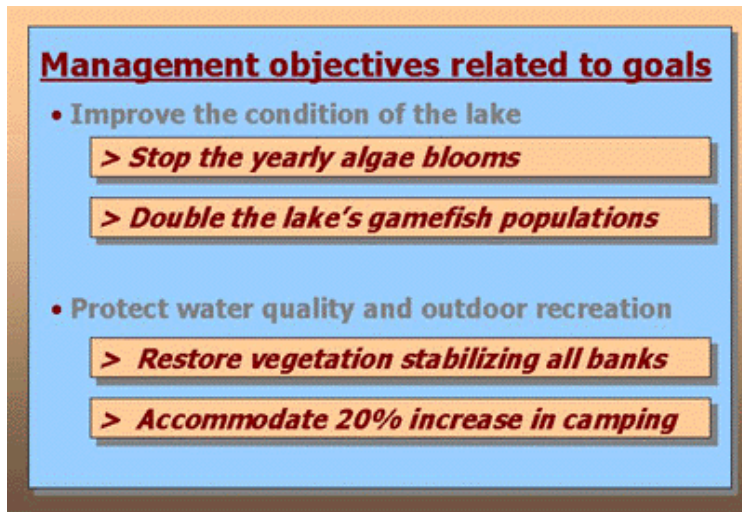 Management objectives related to goals
• Improve the condition of the lake
> Stop the yearly algae blooms
> Double the lake's gamefish populations
• Protect water quality and outdoor recreation
> Restore vegetation stabilizing all banks
> Accommodate 20% increase in camping